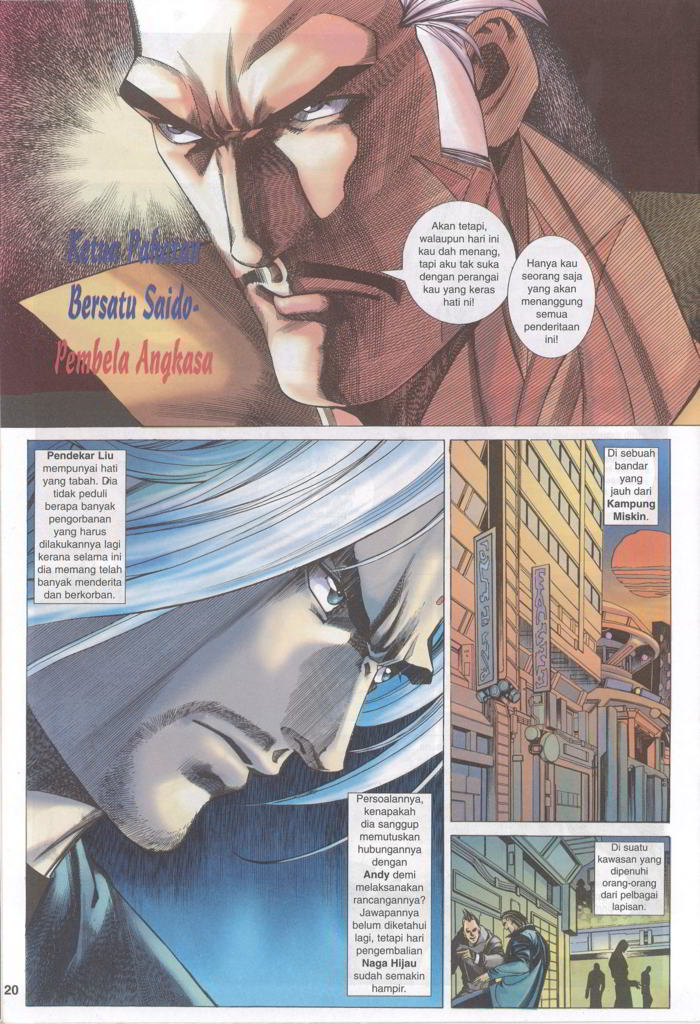 Akan tetapi,
walaupun hari ini
kau dah menang,
tapi aku tak suka
dengan perangai
kau yang keras
hati ni!
Hanya kau
seorang saja
yang akan
menanggung
semua
penderitaan
ini!
Ketua Pahatan
Bersatu Saido-
Pembela Angkasa
Pendekar Liu
mempunyai hati
yang tabah. Dia
tidak peduli
berapa banyak
pengorbanan
yang harus
dilakukannya lagi
kerana selama ini
dia memang telah
banyak menderita
dan berkorban.
Persoalannya,
kenapakah
dia sanggup
memutuskan
hubungannya
dengan
Andy demi
melaksanakan
rancangannya?
Jawapannya
belum diketahui
lagi, tetapi hari
pengembalian
Naga Hijau
sudah semakin
hampir.
Di sebuah
bandar
yang
jauh dari
Kampung
Miskin.
Di suatu
kawasan yang
dipenuhi
orang-orang
dari pelbagai
lapisan.
20